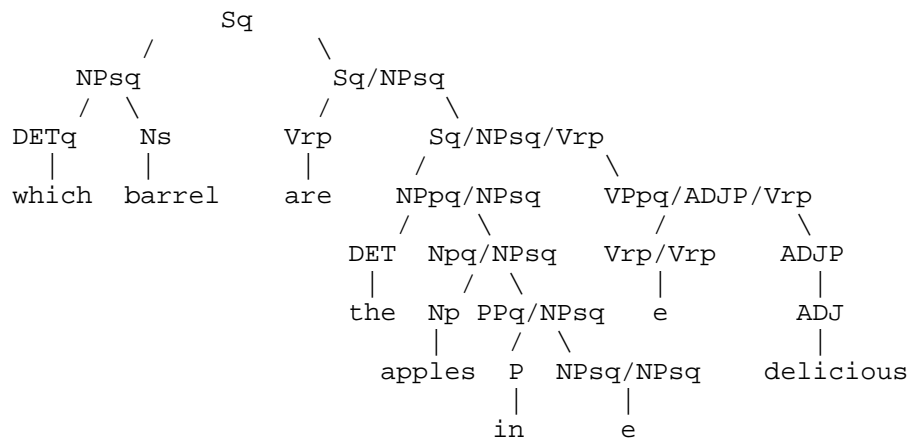 Sq
NPsq Sq/NPsq
DETq Ns Vrp Sq/NPsq/Vrp
which barrel are NPpq/NPsq VPpq/ADJP/Vrp
DET Npq/NPsq Vrp/Vrp ADJP
the Np PPq/NPsq e ADJ
apples P NPsq/NPsq delicious
in e